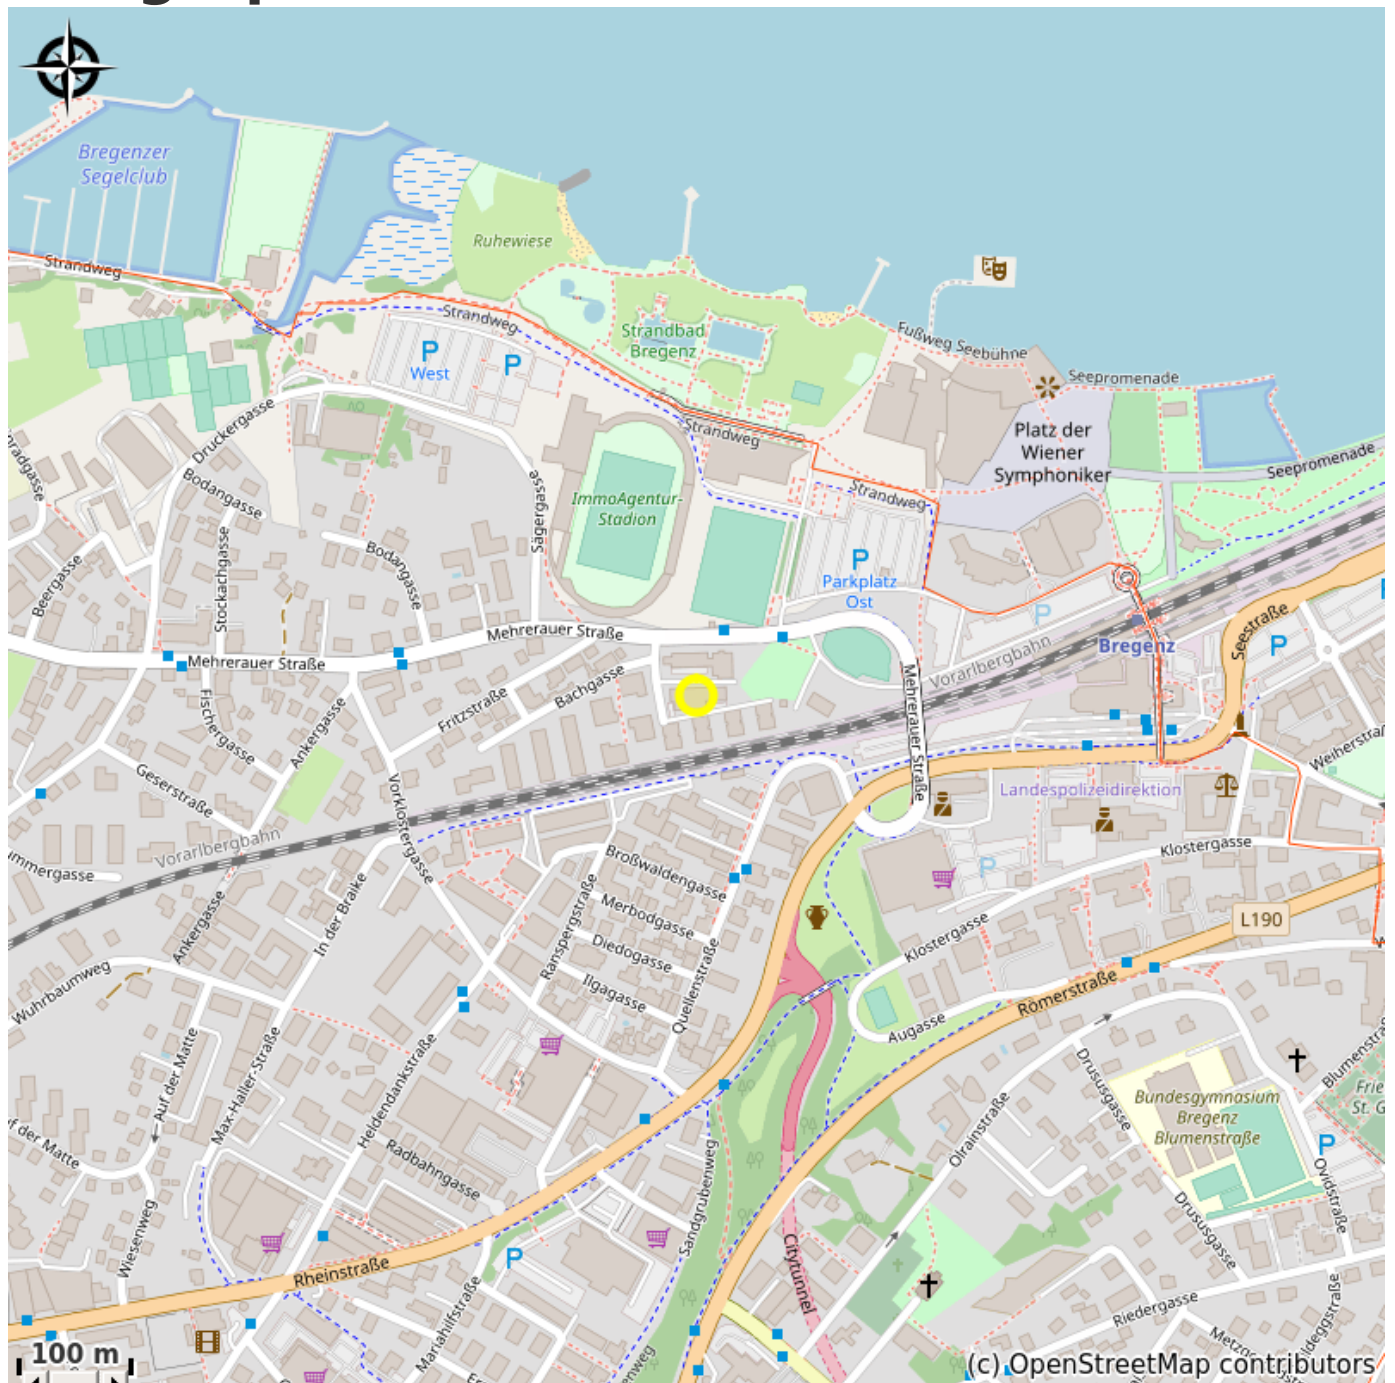 Bregenzer
Segelclub
Ruhewiese
Strandweg
Strandweg
Strandbad
Bregenz
Fußweg Seebühne
Seepromenade
West
Strandweg
Platz der
Wiener
Symphoniker
Seepromenade
Druckergasse
Bodangasse
Strandweg
ImmoAgentur-
Stadion
Sägergasse
Bodangasse
Stockachgasse
Beergasse
Parkplatz
Ost
Mehrerauer Straße
Bregenz
Vorarlbergbahn
Seestraße
Mehrerauer Straße
Mehrerauer Straße
Fischergasse
Ankergasse
Fritzstraße
Bachgasse
Geserstraße
Vorklostergasse
Landespolizeidirektion
Vorarlbergbahn
Klostergasse
Broßwaldengasse
Merbodgasse
Diedogasse
Ilgagasse
Ranspergstraße
Quellenstraße
In der Braike
Ankergasse
Wuhrbaumweg
Klostergasse
L190
Römerstraße
Augasse
Auf der Matte
Max-Haller-Straße
Heldendankstraße
Drususgasse
Bundesgymnasium
Bregenz
Blumenstraße
Ölrainstraße
Radbahngasse
Sandgrubenweg
Ovidstraße
Wiesenweg
Drususgasse
Rheinstraße
Citytunnel
Mariahilfstraße
Riedergasse
100 m
(c) OpenStreetMap contributors